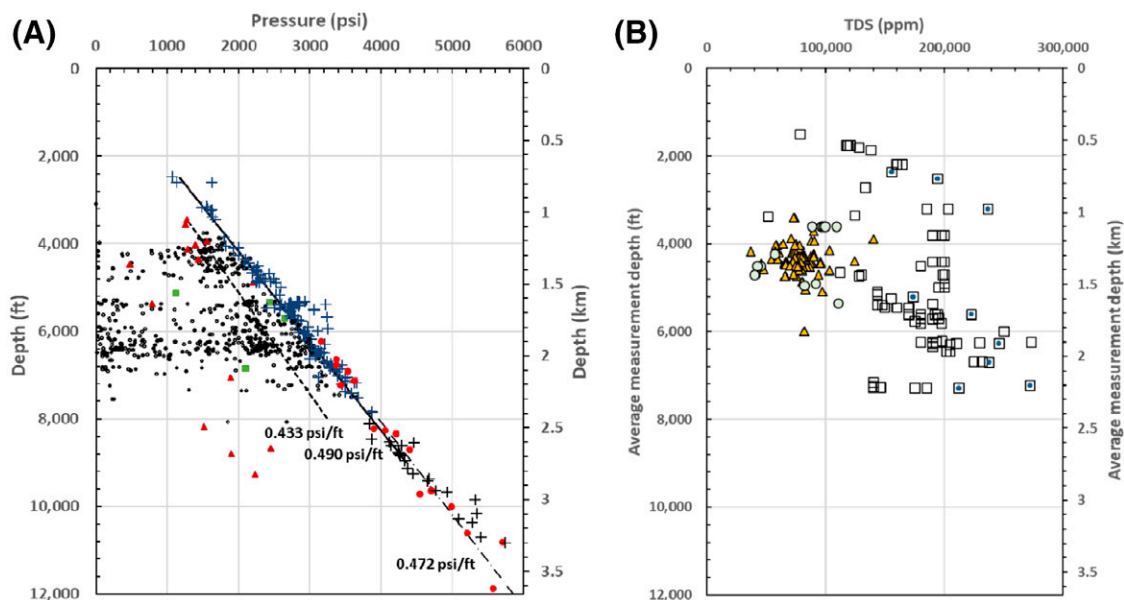 (A)
Pressure (psi)
0 1000 2000 3000 4000 5000 6000
0
2,000
4,000
6,000
8,000
10,000
12,000
Depth (ft)
0
0.5
1
1.5
2
2.5
3
3.5
Depth (km)
0.433 psi/ft
0.490 psi/ft
0.472 psi/ft
(B)
TDS (ppm)
0 100,000 200,000 300,000
0
2,000
4,000
6,000
8,000
10,000
12,000
Average measurement depth (ft)
0
0.5
1
1.5
2
2.5
3
3.5
Average measurement depth (km)